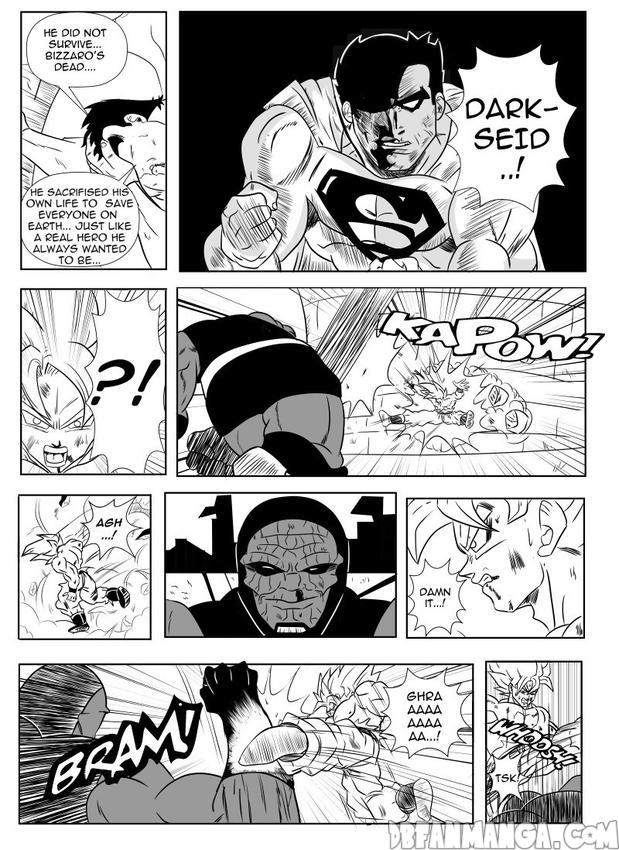 HE DID NOT
SURVIVE...
BIZZARO'S
DEAD....
DARK-
SEID
..!
HE SACRIFISED HIS
OWN LIFE TO SAVE
EVERYONE ON
EARTH... JUST LIKE
A REAL HERO HE
ALWAYS WANTED
TO BE...
S
?!
KAPOW!
AGH
...!
DAMN
IT...!
BRAM!
GHRA
AAAA
AAAA
AA...!
WHOOSH
TSK!
DBFANMANGA.COM